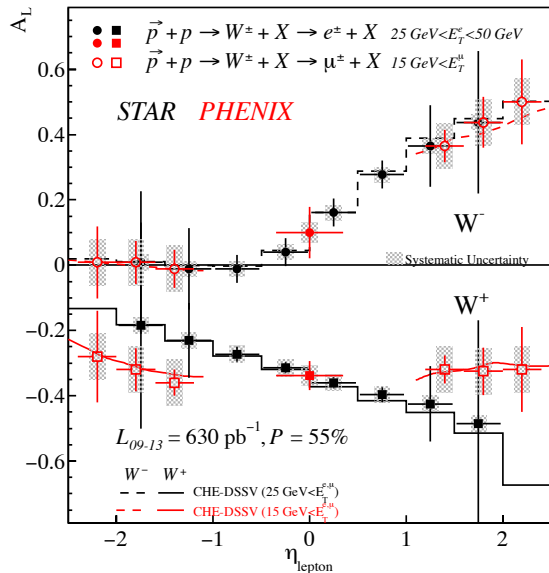 A_L
p⃗ + p → W^± + X → e^± + X 25 GeV<E_T^e<50 GeV
p⃗ + p → W^± + X → μ^± + X 15 GeV<E_T^μ
STAR PHENIX
0.6
0.4
0.2
0
−0.2
−0.4
−0.6
W^-
Systematic Uncertainty
W^+
L_09-13 = 630 pb^-1, P = 55%
W^- W^+
CHE-DSSV (25 GeV<E_T^e,μ)
CHE-DSSV (15 GeV<E_T^e,μ)
−2 −1 0 1 2
η_lepton